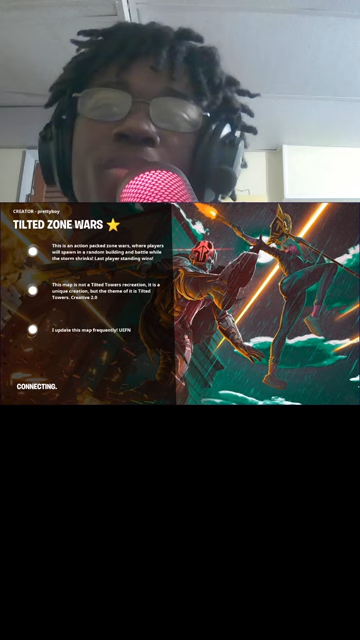 CREATOR - prettyboy
TILTED ZONE WARS ⭐
This is an action packed zone wars, where players
will spawn in a random building and battle while
the storm shrinks! Last player standing wins!
This map is not a Tilted Towers recreation, it is a
unique creation, but the theme of it is Tilted
Towers. Creative 2.0
I update this map frequently! UEFN
CONNECTING.